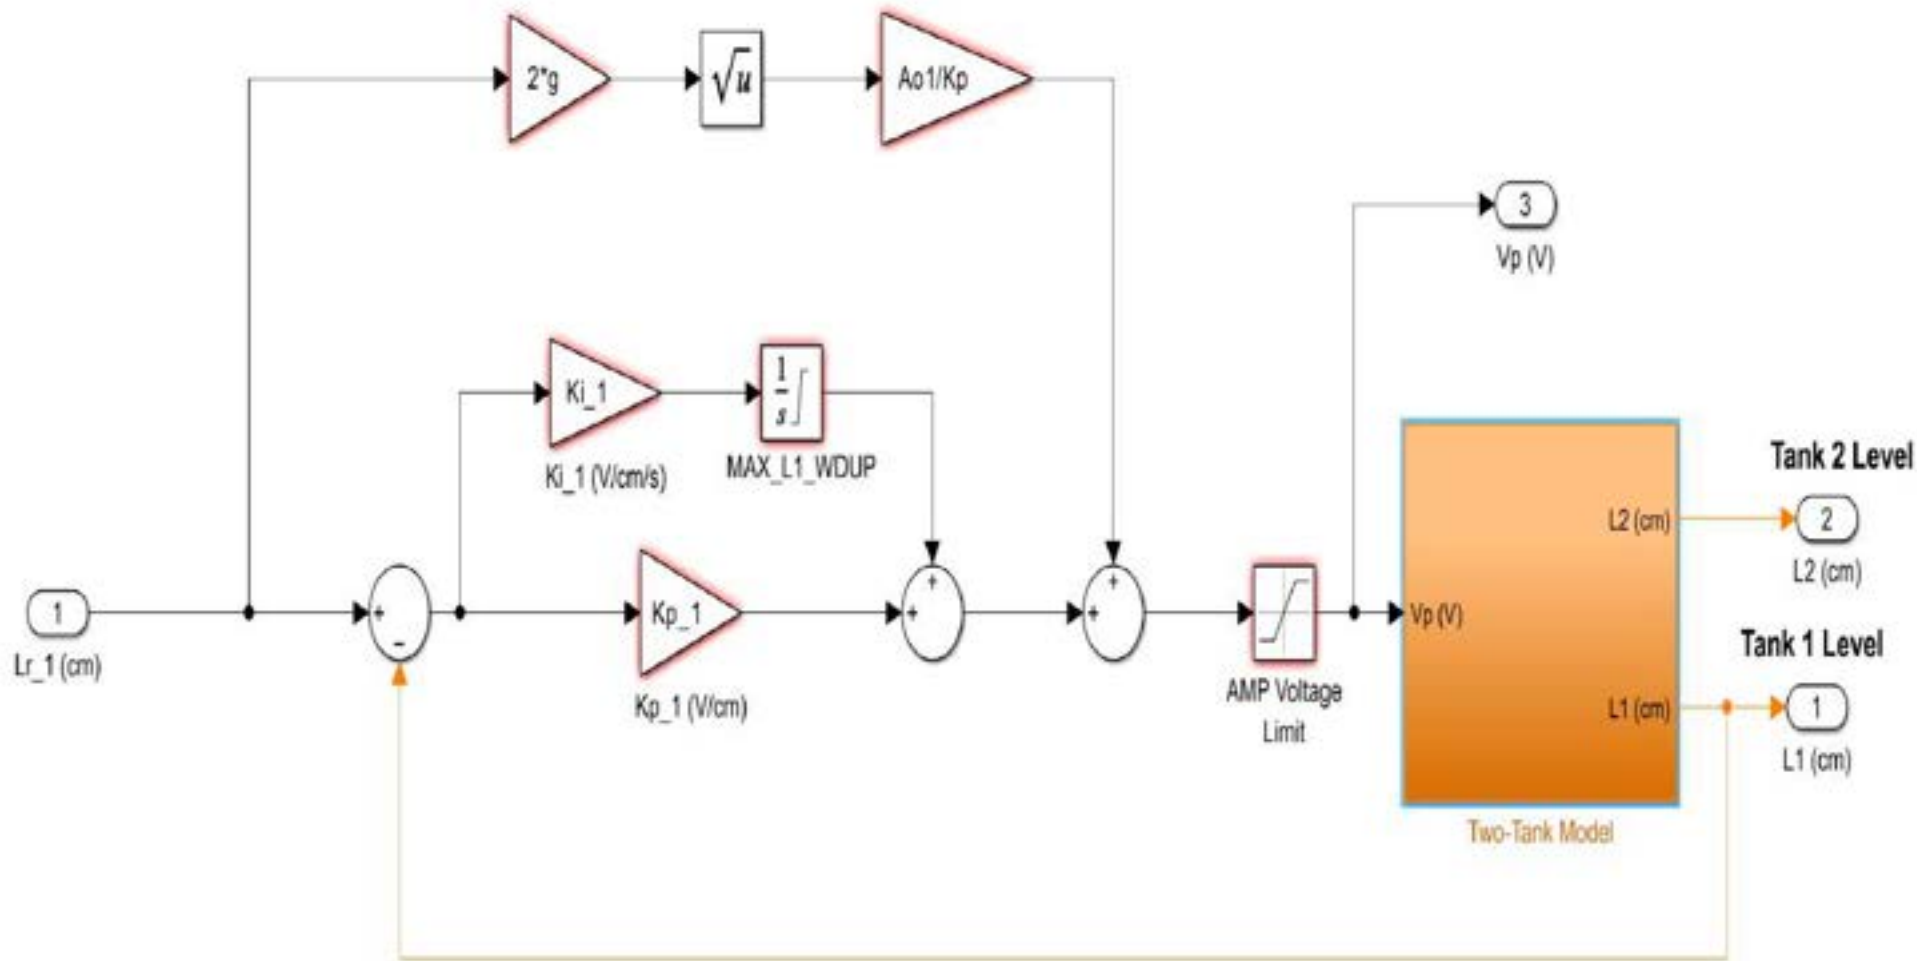 2*g
√u
Ao1/Kp
3
Vp (V)
Ki_1
1
s
Ki_1 (V/cm/s)
MAX_L1_WDUP
Tank 2 Level
L2 (cm)
2
L2 (cm)
1
Lr_1 (cm)
+
−
Kp_1
Kp_1 (V/cm)
+
+
+
+
AMP Voltage
Limit
Vp (V)
Tank 1 Level
L1 (cm)
1
L1 (cm)
Two-Tank Model